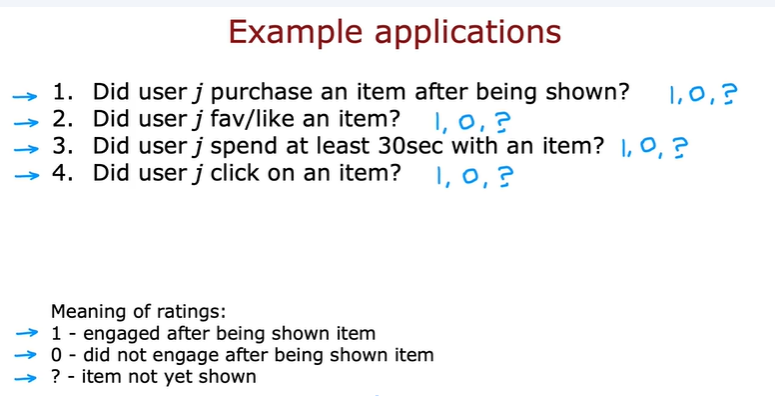 Example applications
→ 1. Did user j purchase an item after being shown? 1, 0, ?
→ 2. Did user j fav/like an item? 1, 0, ?
→ 3. Did user j spend at least 30sec with an item? 1, 0, ?
→ 4. Did user j click on an item? 1, 0, ?
Meaning of ratings:
→ 1 - engaged after being shown item
→ 0 - did not engage after being shown item
→ ? - item not yet shown